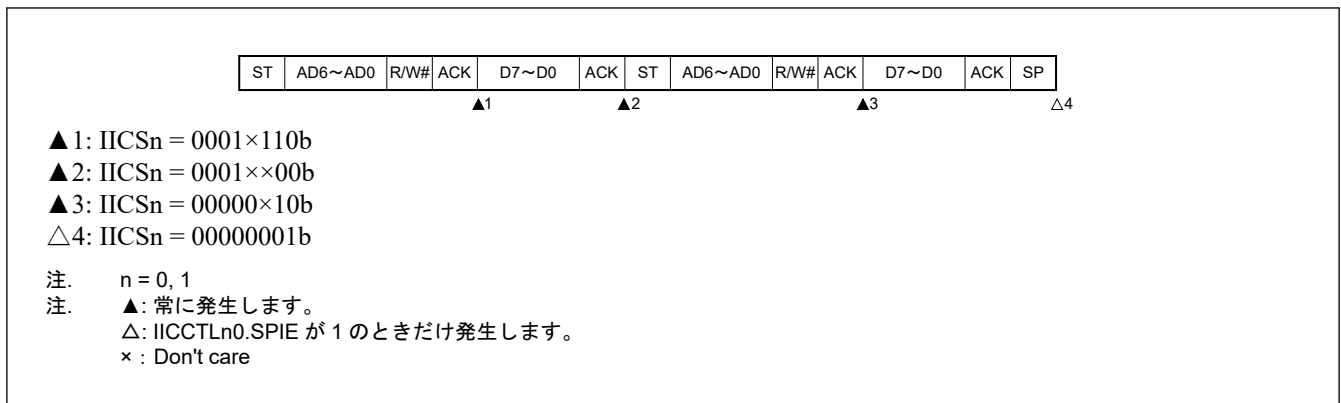 ST AD6～AD0 R/W# ACK D7～D0 ACK ST AD6～AD0 R/W# ACK D7～D0 ACK SP
▲1 ▲2 ▲3 △4
▲1: IICSn = 0001×110b
▲2: IICSn = 0001××00b
▲3: IICSn = 00000×10b
△4: IICSn = 00000001b
注. n = 0, 1
注. ▲: 常に発生します。
△: IICCTLn0.SPIE が 1 のときだけ発生します。
×：Don't care